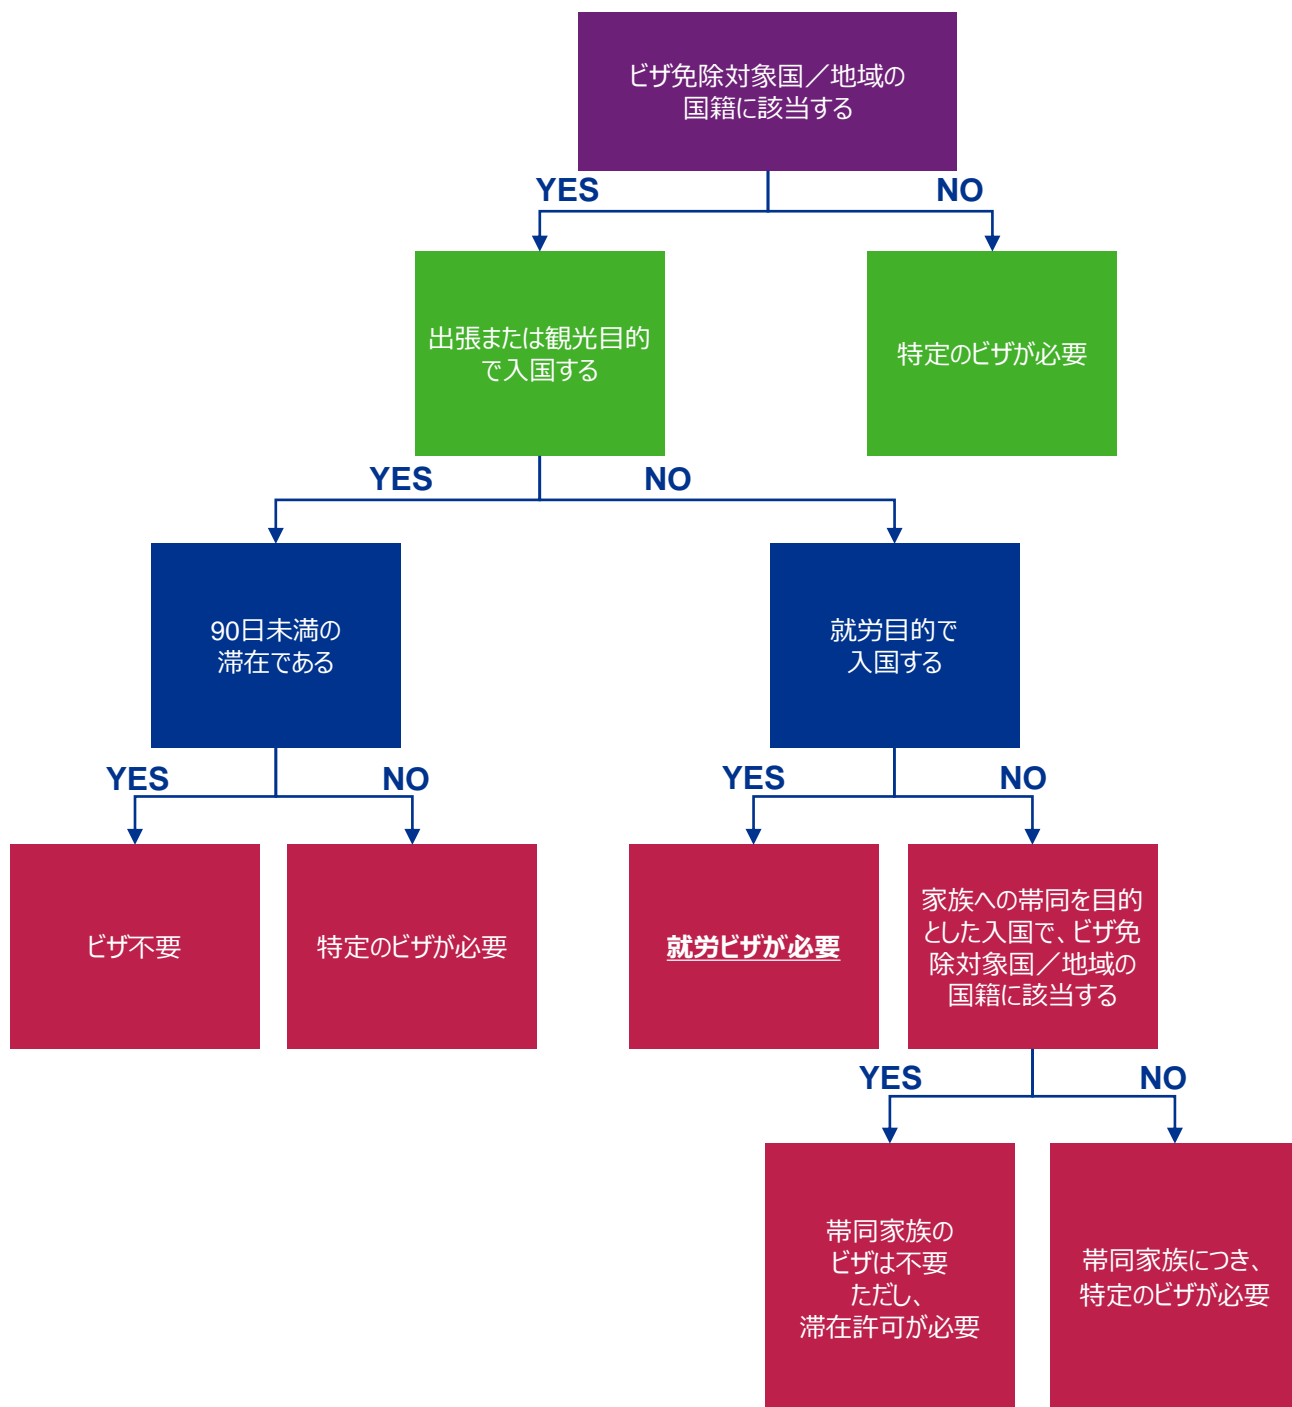 ビザ免除対象国／地域の
国籍に該当する
YES
NO
出張または観光目的
で入国する
特定のビザが必要
YES
NO
90日未満の
滞在である
就労目的で
入国する
YES
NO
YES
NO
ビザ不要
特定のビザが必要
就労ビザが必要
家族への帯同を目的
とした入国で、ビザ免
除対象国／地域の
国籍に該当する
YES
NO
帯同家族の
ビザは不要
ただし、
滞在許可が必要
帯同家族につき、
特定のビザが必要